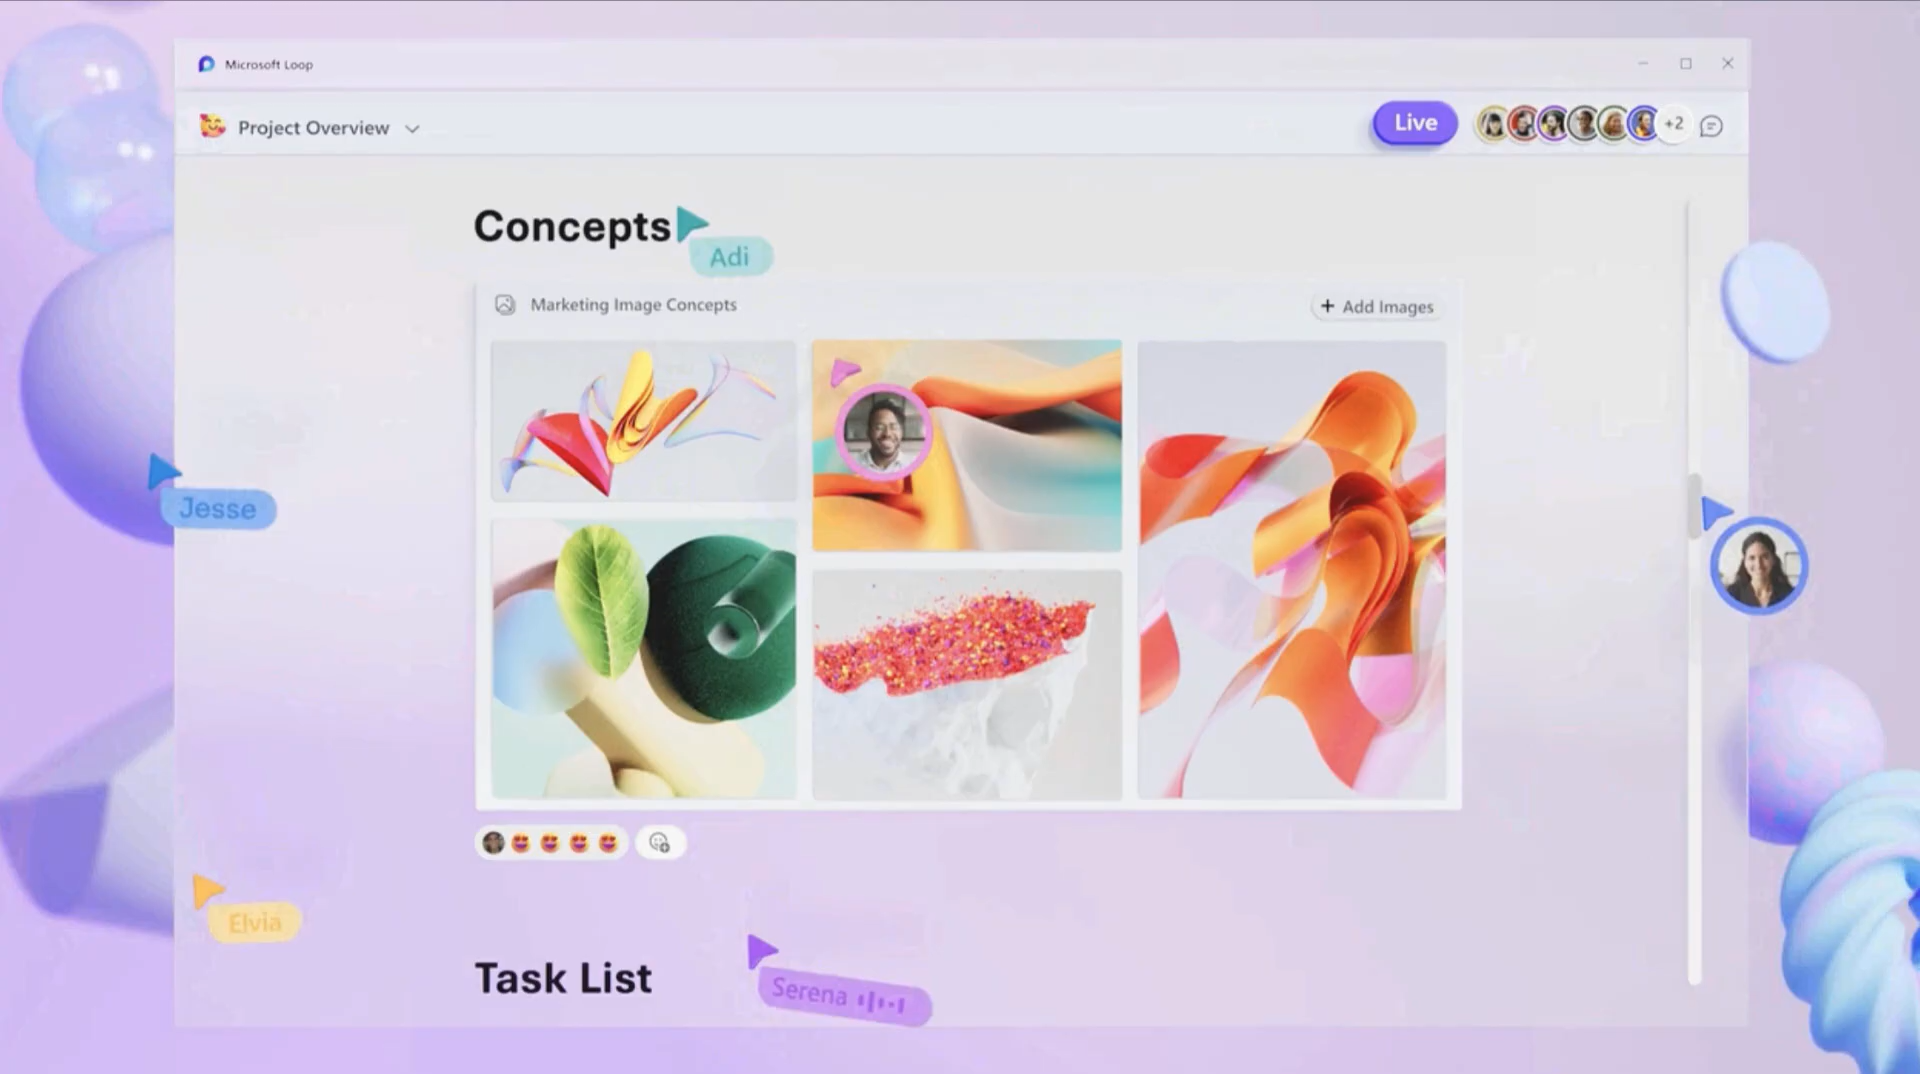 Microsoft Loop
Project Overview
Live
+2
Concepts
Adi
Marketing Image Concepts
+ Add Images
Jesse
Elvia
Task List
Serena